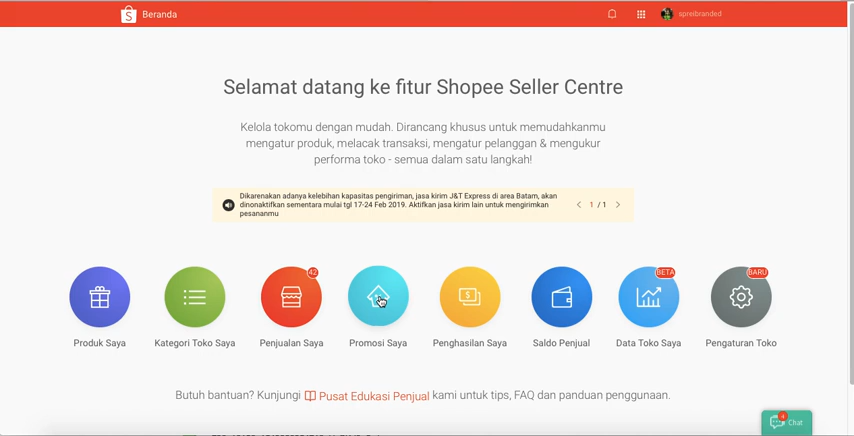 Beranda
spreibranded
Selamat datang ke fitur Shopee Seller Centre
Kelola tokomu dengan mudah. Dirancang khusus untuk memudahkanmu
mengatur produk, melacak transaksi, mengatur pelanggan & mengukur
performa toko - semua dalam satu langkah!
Dikarenakan adanya kelebihan kapasitas pengiriman, jasa kirim J&T Express di area Batam, akan
dinonaktifkan sementara mulai tgl 17-24 Feb 2019. Aktifkan jasa kirim lain untuk mengirimkan
pesananmu
1 / 1
42
BETA
BARU
Produk Saya
Kategori Toko Saya
Penjualan Saya
Promosi Saya
Penghasilan Saya
Saldo Penjual
Data Toko Saya
Pengaturan Toko
Butuh bantuan? Kunjungi Pusat Edukasi Penjual kami untuk tips, FAQ dan panduan penggunaan.
4
Chat